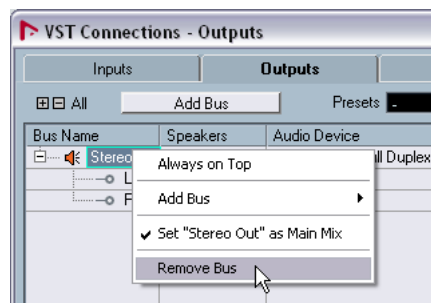 VST Connections - Outputs
Inputs Outputs
All Add Bus Presets -
Bus Name Speakers Audio Device
Stereo ll Duplex
L Always on Top
F Add Bus
Set "Stereo Out" as Main Mix
Remove Bus